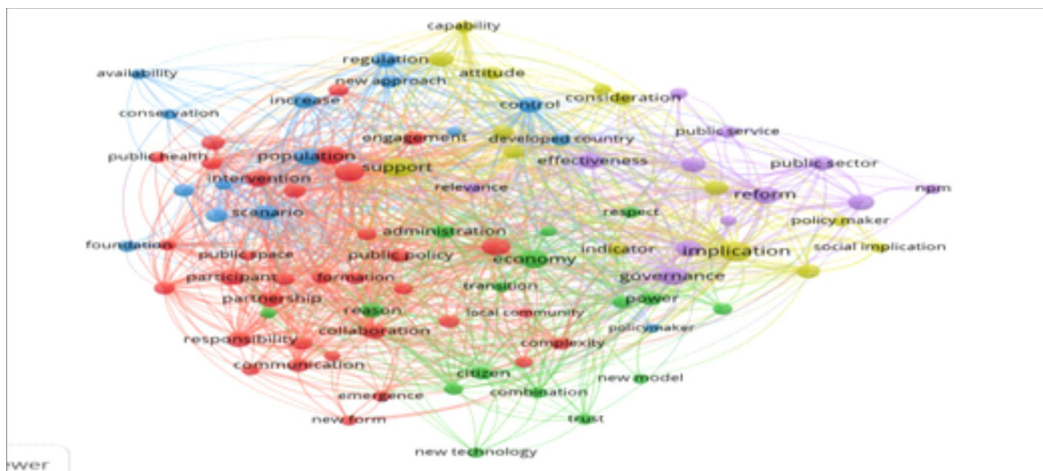 capability
regulation
attitude
availability
new approach
increase
control
consideration
conservation
public service
engagement
developed country
public health
population
support
effectiveness
public sector
intervention
relevance
reform
npm
scanario
respect
policy maker
administration
foundation
indicator
implication
social implication
public space
public policy
economy
participant
formation
transition
governance
partnership
reason
power
local community
responsibility
collaboration
complexity
policymaker
communication
citizen
new model
combination
emergence
new form
trust
new technology
ewer